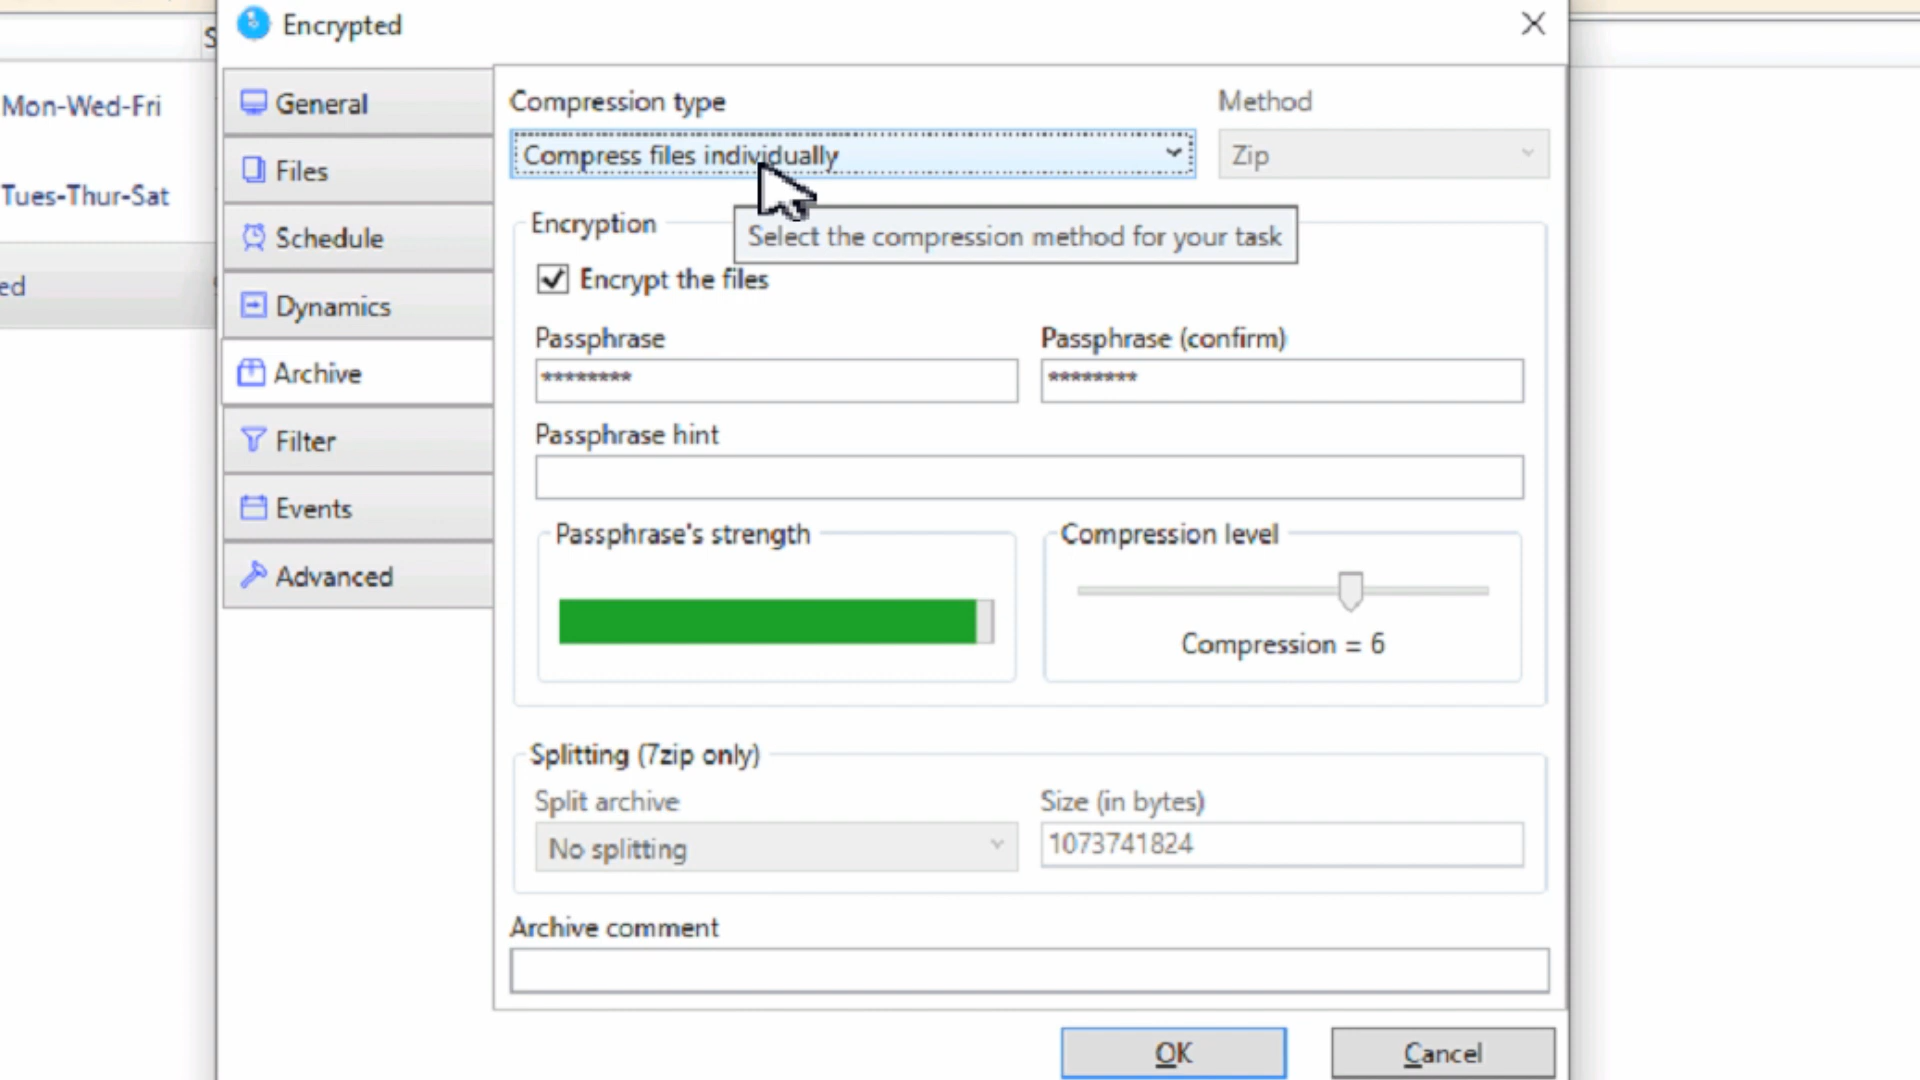 Encrypted
S
Mon-Wed-Fri
Tues-Thur-Sat
ed
General
Files
Schedule
Dynamics
Archive
Filter
Events
Advanced
Compression type
Method
Compress files individually
Zip
Select the compression method for your task
Encryption
Encrypt the files
Passphrase
Passphrase (confirm)
********
********
Passphrase hint
Passphrase's strength
Compression level
Compression = 6
Splitting (7zip only)
Split archive
Size (in bytes)
No splitting
1073741824
Archive comment
OK
Cancel